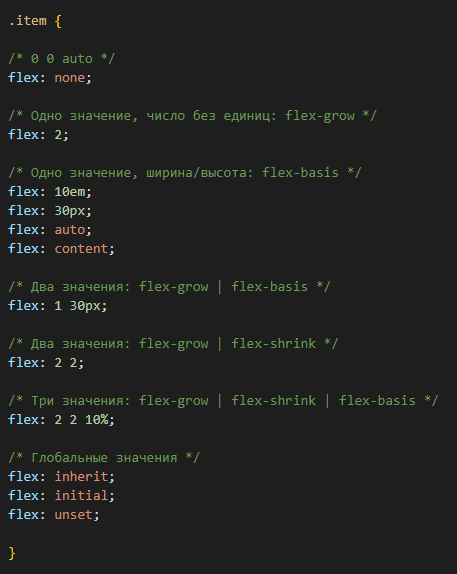 .item {
/* 0 0 auto */
flex: none;
/* Одно значение, число без единиц: flex-grow */
flex: 2;
/* Одно значение, ширина/высота: flex-basis */
flex: 10em;
flex: 30px;
flex: auto;
flex: content;
/* Два значения: flex-grow | flex-basis */
flex: 1 30px;
/* Два значения: flex-grow | flex-shrink */
flex: 2 2;
/* Три значения: flex-grow | flex-shrink | flex-basis */
flex: 2 2 10%;
/* Глобальные значения */
flex: inherit;
flex: initial;
flex: unset;
}